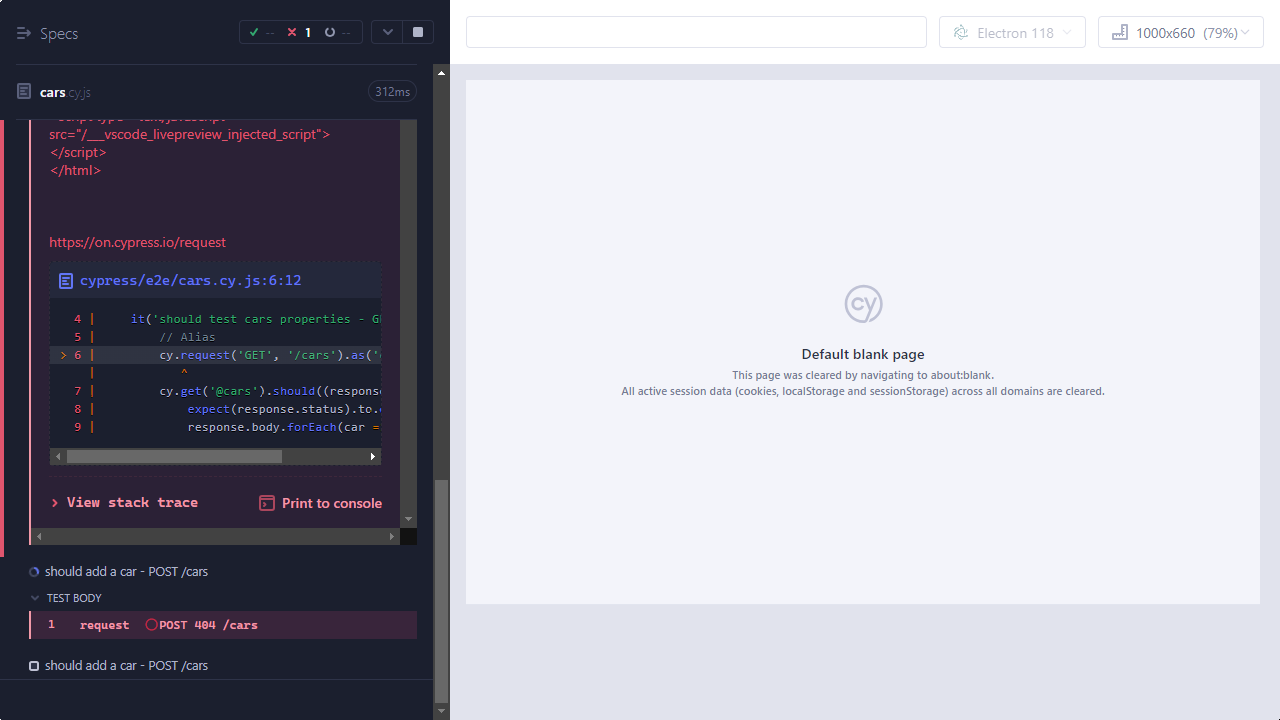 Specs
-- 1 --
Electron 118
1000x660 (79%)
cars cy.js
312ms
src="/___vscode_livepreview_injected_script">
</script>
</html>
https://on.cypress.io/request
cypress/e2e/cars.cy.js:6:12
4 | it('should test cars properties - G
5 | // Alias
> 6 | cy.request('GET', '/cars').as('
| ^
7 | cy.get('@cars').should((response
8 | expect(response.status).to.
9 | response.body.forEach(car =
View stack trace
Print to console
should add a car - POST /cars
TEST BODY
1 request POST 404 /cars
should add a car - POST /cars
cy
Default blank page
This page was cleared by navigating to about:blank.
All active session data (cookies, localStorage and sessionStorage) across all domains are cleared.